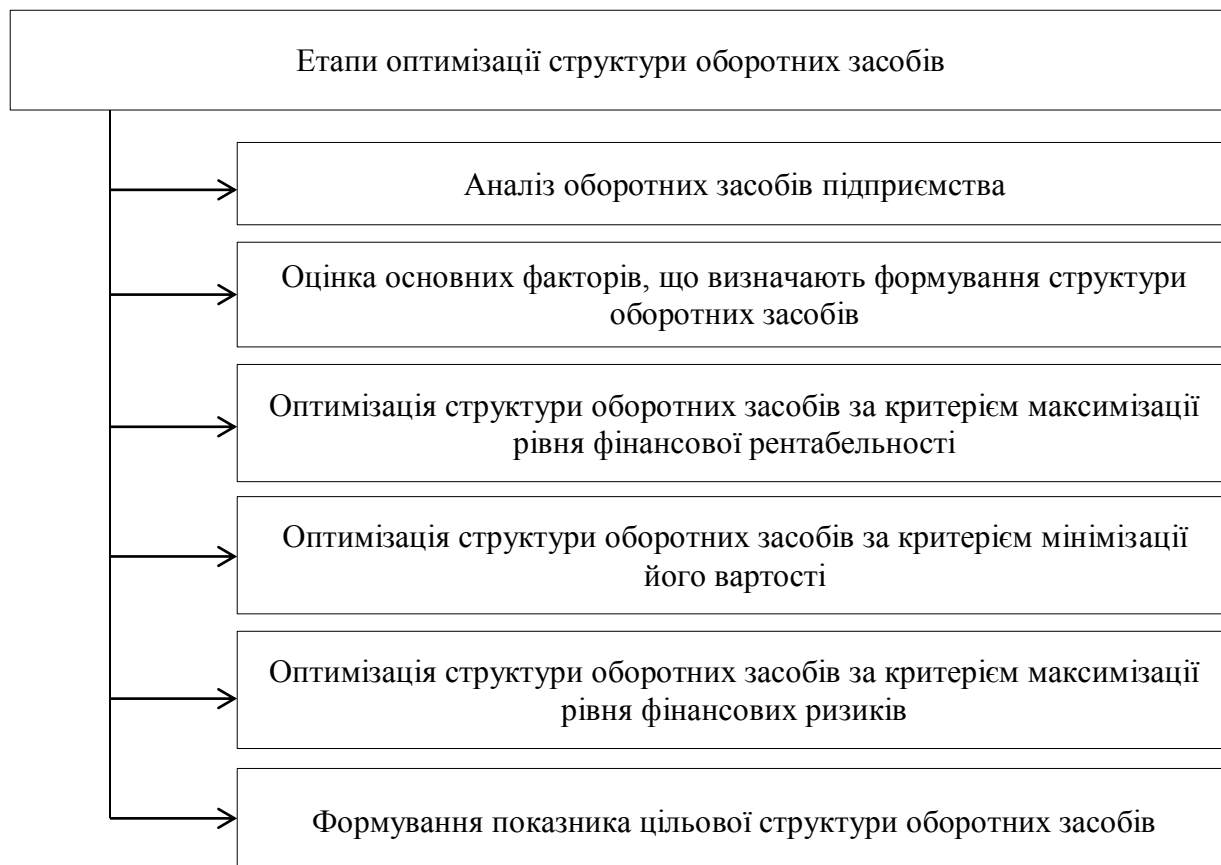 Етапи оптимізації структури оборотних засобів
Аналіз оборотних засобів підприємства
Оцінка основних факторів, що визначають формування структури
оборотних засобів
Оптимізація структури оборотних засобів за критерієм максимізації
рівня фінансової рентабельності
Оптимізація структури оборотних засобів за критерієм мінімізації
його вартості
Оптимізація структури оборотних засобів за критерієм максимізації
рівня фінансових ризиків
Формування показника цільової структури оборотних засобів